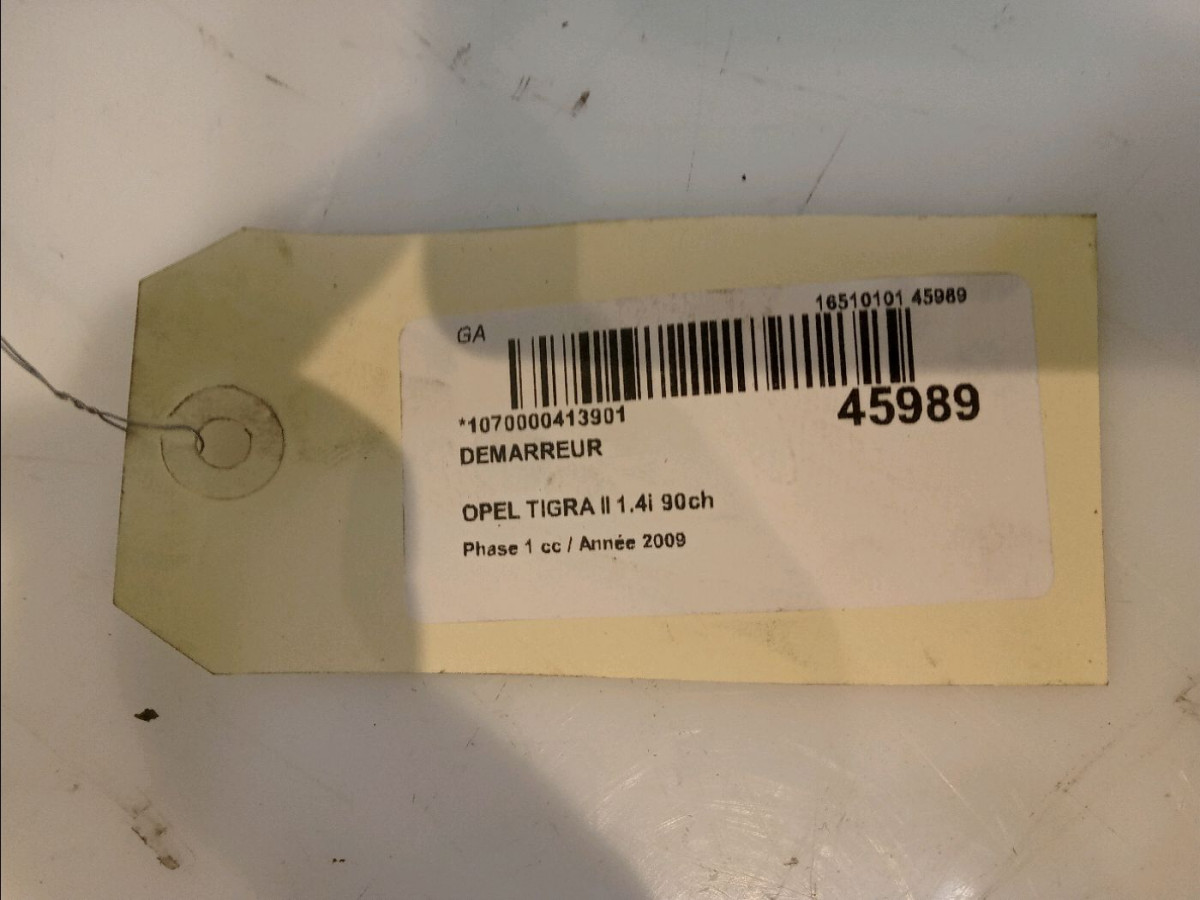 16510101 45989
GA
*1070000413901
45989
DEMARREUR
OPEL TIGRA II 1.4i 90ch
Phase 1 cc / Année 2009